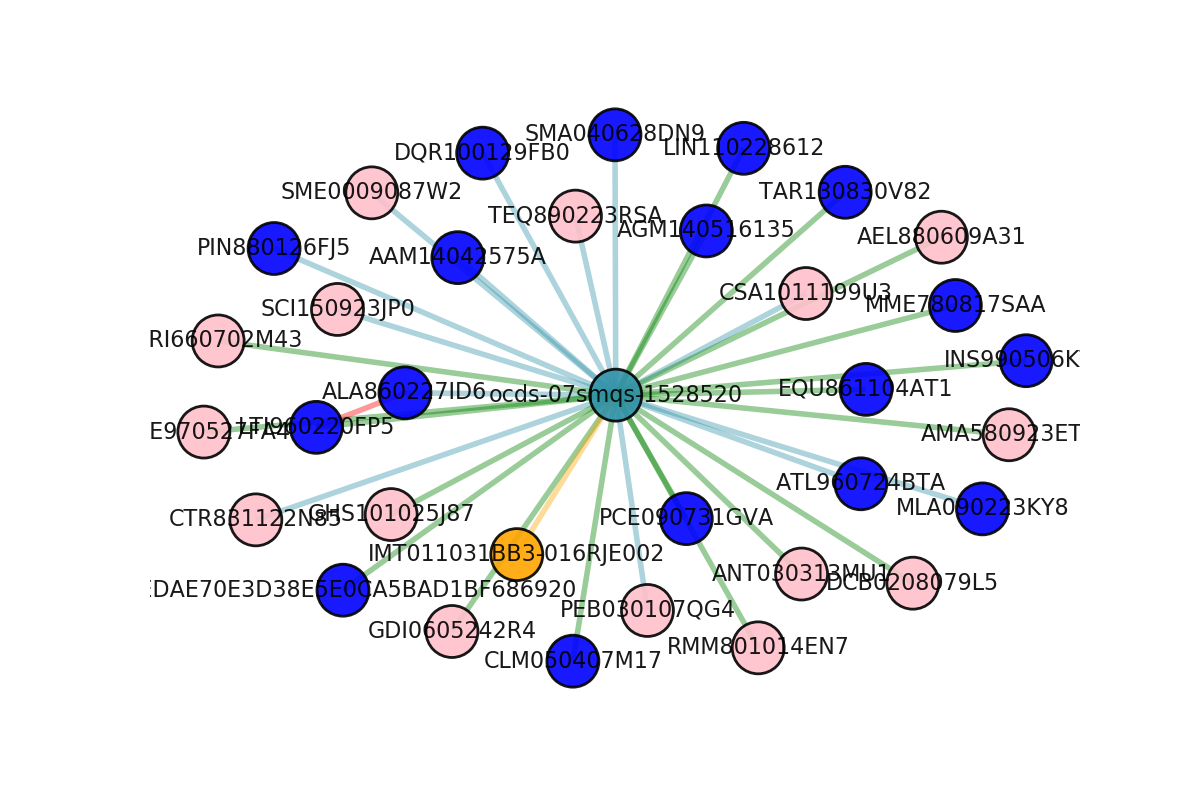 SMA040628DN9
LIN110228612
DQR100129FB0
SME0009087W2
TAR130830V82
TEQ890223RSA
AGM140516135
AEL880609A31
PIN880126FJ5
AAM14042575A
CSA1011199U3
MME780817SAA
SCI150923JP0
RI660702M43
INS990506K
ALA860227ID6
ocds-07smqs-1528520
EQU861104AT1
LTI960220FP5
AMA580923ET
ATL960724BTA
MLA090223KY8
CTR831122N85
GHS101025J87
PCE090731GVA
IMT011031BB3-016RJE002
ANT030313MU1
DCB0208079L5
EDAE70E3D38E5E0CA5BAD1BF686920
PEB030107QG4
GDI0605242R4
RMM801014EN7
CLM050407M17